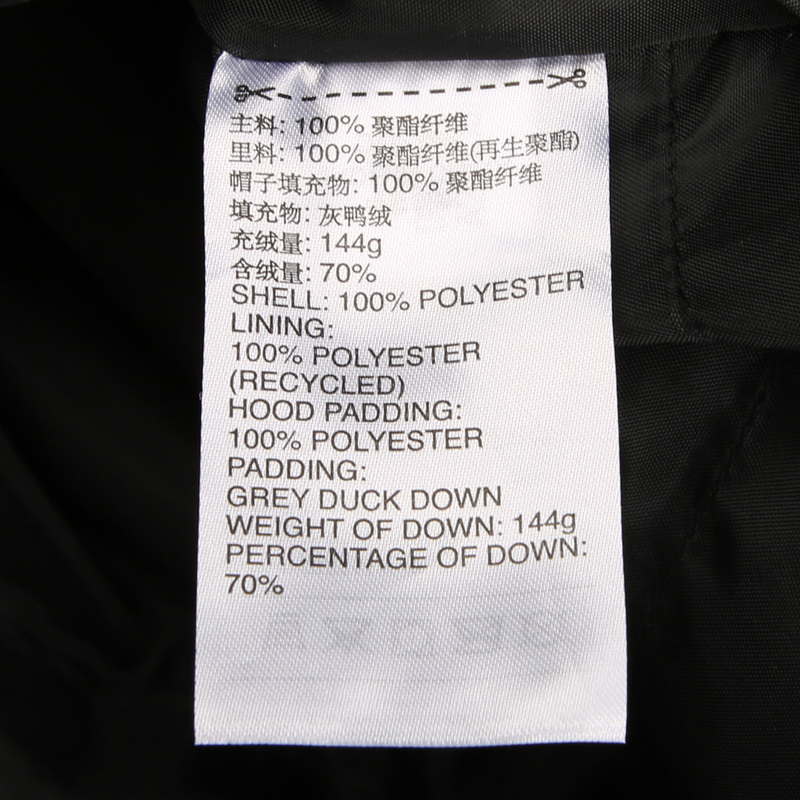 主料: 100% 聚酯纤维
里料: 100% 聚酯纤维(再生聚酯)
帽子填充物: 100% 聚酯纤维
填充物: 灰鸭绒
充绒量: 144g
含绒量: 70%
SHELL: 100% POLYESTER
LINING:
100% POLYESTER
(RECYCLED)
HOOD PADDING:
100% POLYESTER
PADDING:
GREY DUCK DOWN
WEIGHT OF DOWN: 144g
PERCENTAGE OF DOWN:
70%